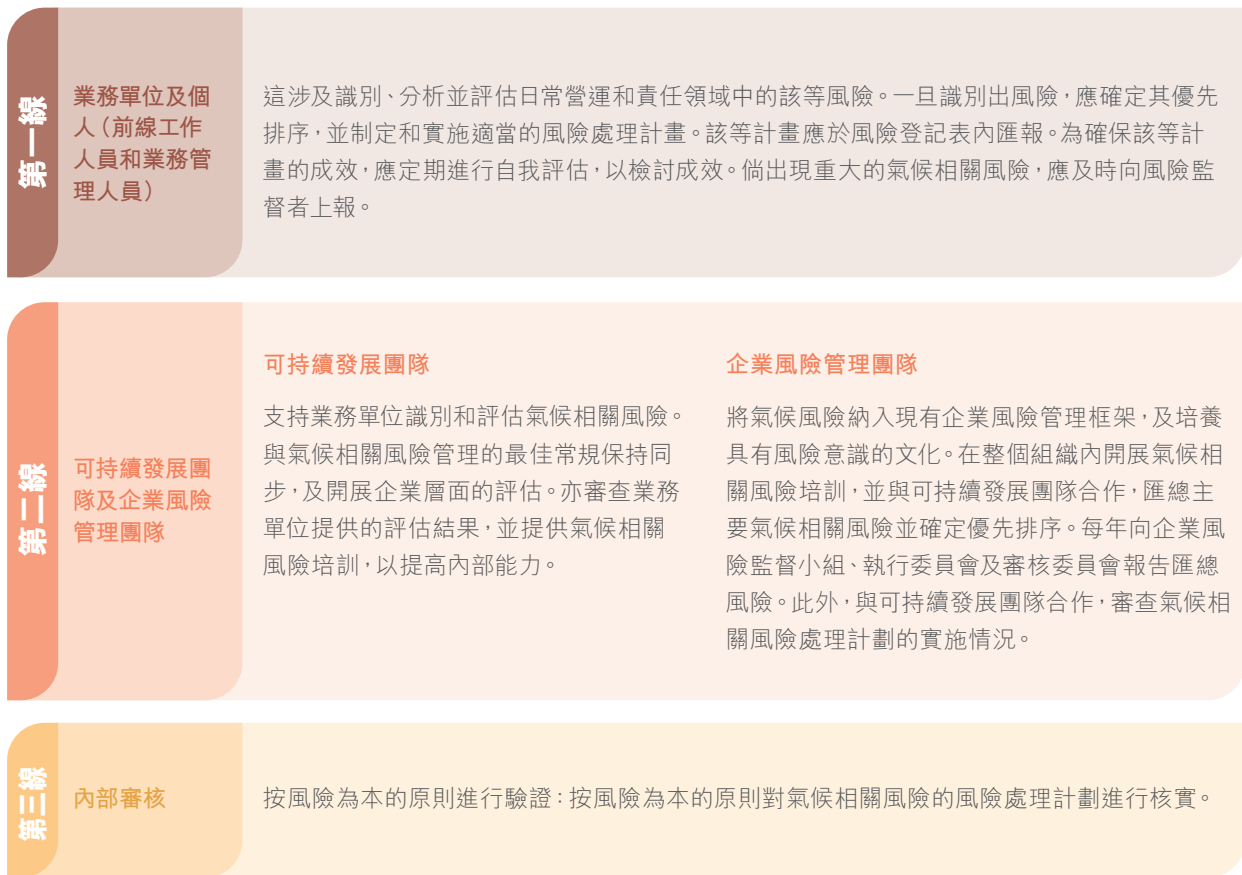 第一線
業務單位及個
人（前線工作
人員和業務管
理人員）
這涉及識別、分析並評估日常營運和責任領域中的該等風險。一旦識別出風險，應確定其優先
排序，並制定和實施適當的風險處理計畫。該等計畫應於風險登記表內匯報。為確保該等計
畫的成效，應定期進行自我評估，以檢討成效。倘出現重大的氣候相關風險，應及時向風險監
督者上報。
第二線
可持續發展團
隊及企業風險
管理團隊
可持續發展團隊
支持業務單位識別和評估氣候相關風險。
與氣候相關風險管理的最佳常規保持同
步，及開展企業層面的評估。亦審查業務
單位提供的評估結果，並提供氣候相關
風險培訓，以提高內部能力。
企業風險管理團隊
將氣候風險納入現有企業風險管理框架，及培養
具有風險意識的文化。在整個組織內開展氣候相
關風險培訓，並與可持續發展團隊合作，匯總主
要氣候相關風險並確定優先排序。每年向企業風
險監督小組、執行委員會及審核委員會報告匯總
風險。此外，與可持續發展團隊合作，審查氣候相
關風險處理計劃的實施情況。
第三線
內部審核
按風險為本的原則進行驗證：按風險為本的原則對氣候相關風險的風險處理計劃進行核實。